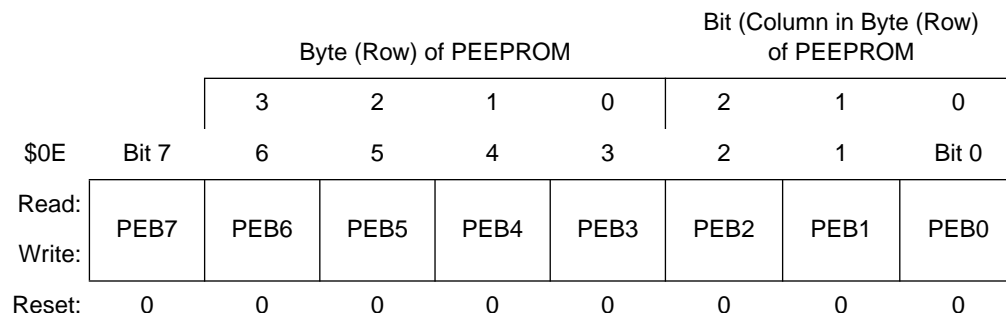 Bit (Column in Byte (Row)
Byte (Row) of PEEPROM of PEEPROM
3 2 1 0 2 1 0
$0E Bit 7 6 5 4 3 2 1 Bit 0
Read:
PEB7 PEB6 PEB5 PEB4 PEB3 PEB2 PEB1 PEB0
Write:
Reset: 0 0 0 0 0 0 0 0